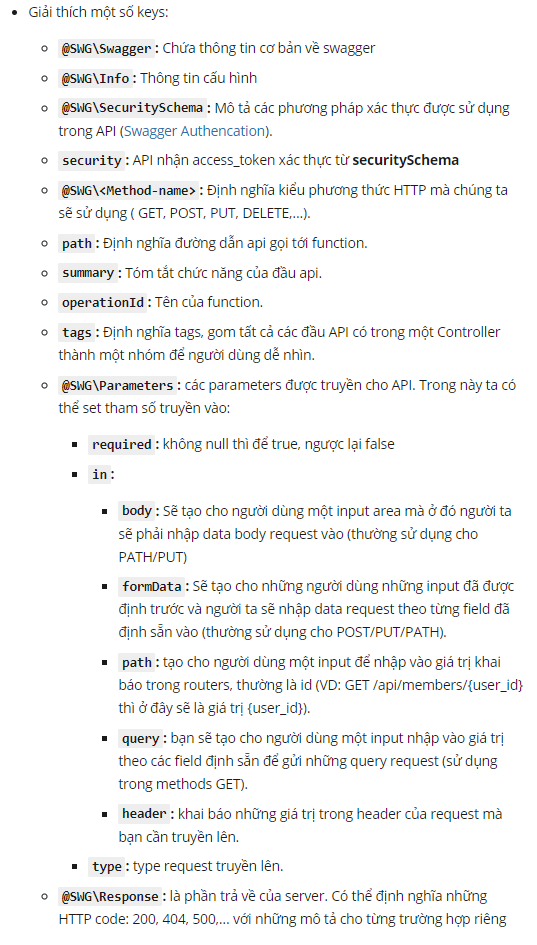 Giải thích một số keys:
@SWG\Swagger : Chứa thông tin cơ bản về swagger
@SWG\Info : Thông tin cấu hình
@SWG\SecuritySchema : Mô tả các phương pháp xác thực được sử dụng
trong API (Swagger Authencation).
security : API nhận access_token xác thực từ securitySchema
@SWG\<Method-name> : Định nghĩa kiểu phương thức HTTP mà chúng ta
sẽ sử dụng ( GET, POST, PUT, DELETE,...).
path : Định nghĩa đường dẫn api gọi tới function.
summary : Tóm tắt chức năng của đầu api.
operationId : Tên của function.
tags : Định nghĩa tags, gom tất cả các đầu API có trong một Controller
thành một nhóm để người dùng dễ nhìn.
@SWG\Parameters : các parameters được truyền cho API. Trong này ta có
thể set tham số truyền vào:
required : không null thì để true, ngược lại false
in :
body : Sẽ tạo cho người dùng một input area mà ở đó người ta
sẽ phải nhập data body request vào (thường sử dụng cho
PATH/PUT)
formData : Sẽ tạo cho những người dùng những input đã được
định trước và người ta sẽ nhập data request theo từng field đã
định sẵn vào (thường sử dụng cho POST/PUT/PATH).
path : tạo cho người dùng một input để nhập vào giá trị khai
báo trong routers, thường là id (VD: GET /api/members/{user_id}
thì ở đây sẽ là giá trị {user_id}).
query : bạn sẽ tạo cho người dùng một input nhập vào giá trị
theo các field định sẵn để gửi những query request (sử dụng
trong methods GET).
header : khai báo những giá trị trong header của request mà
bạn cần truyền lên.
type : type request truyền lên.
@SWG\Response : là phần trả về của server. Có thể định nghĩa những
HTTP code: 200, 404, 500,... với những mô tả cho từng trường hợp riêng